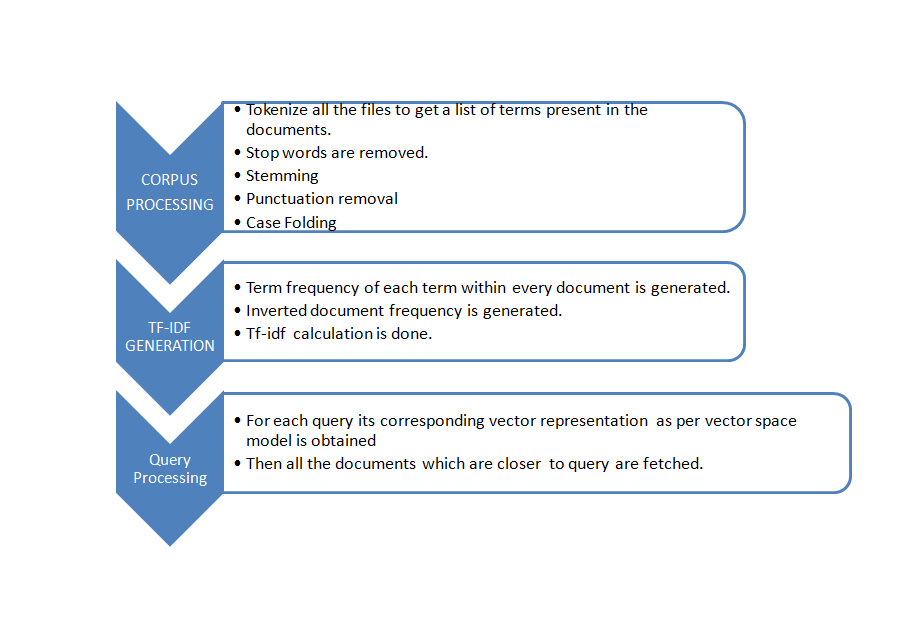 CORPUS
PROCESSING
• Tokenize all the files to get a list of terms present in the
documents.
• Stop words are removed.
• Stemming
• Punctuation removal
• Case Folding
TF-IDF
GENERATION
• Term frequency of each term within every document is generated.
• Inverted document frequency is generated.
• Tf-idf calculation is done.
Query
Processing
• For each query its corresponding vector representation as per vector space
model is obtained
• Then all the documents which are closer to query are fetched.